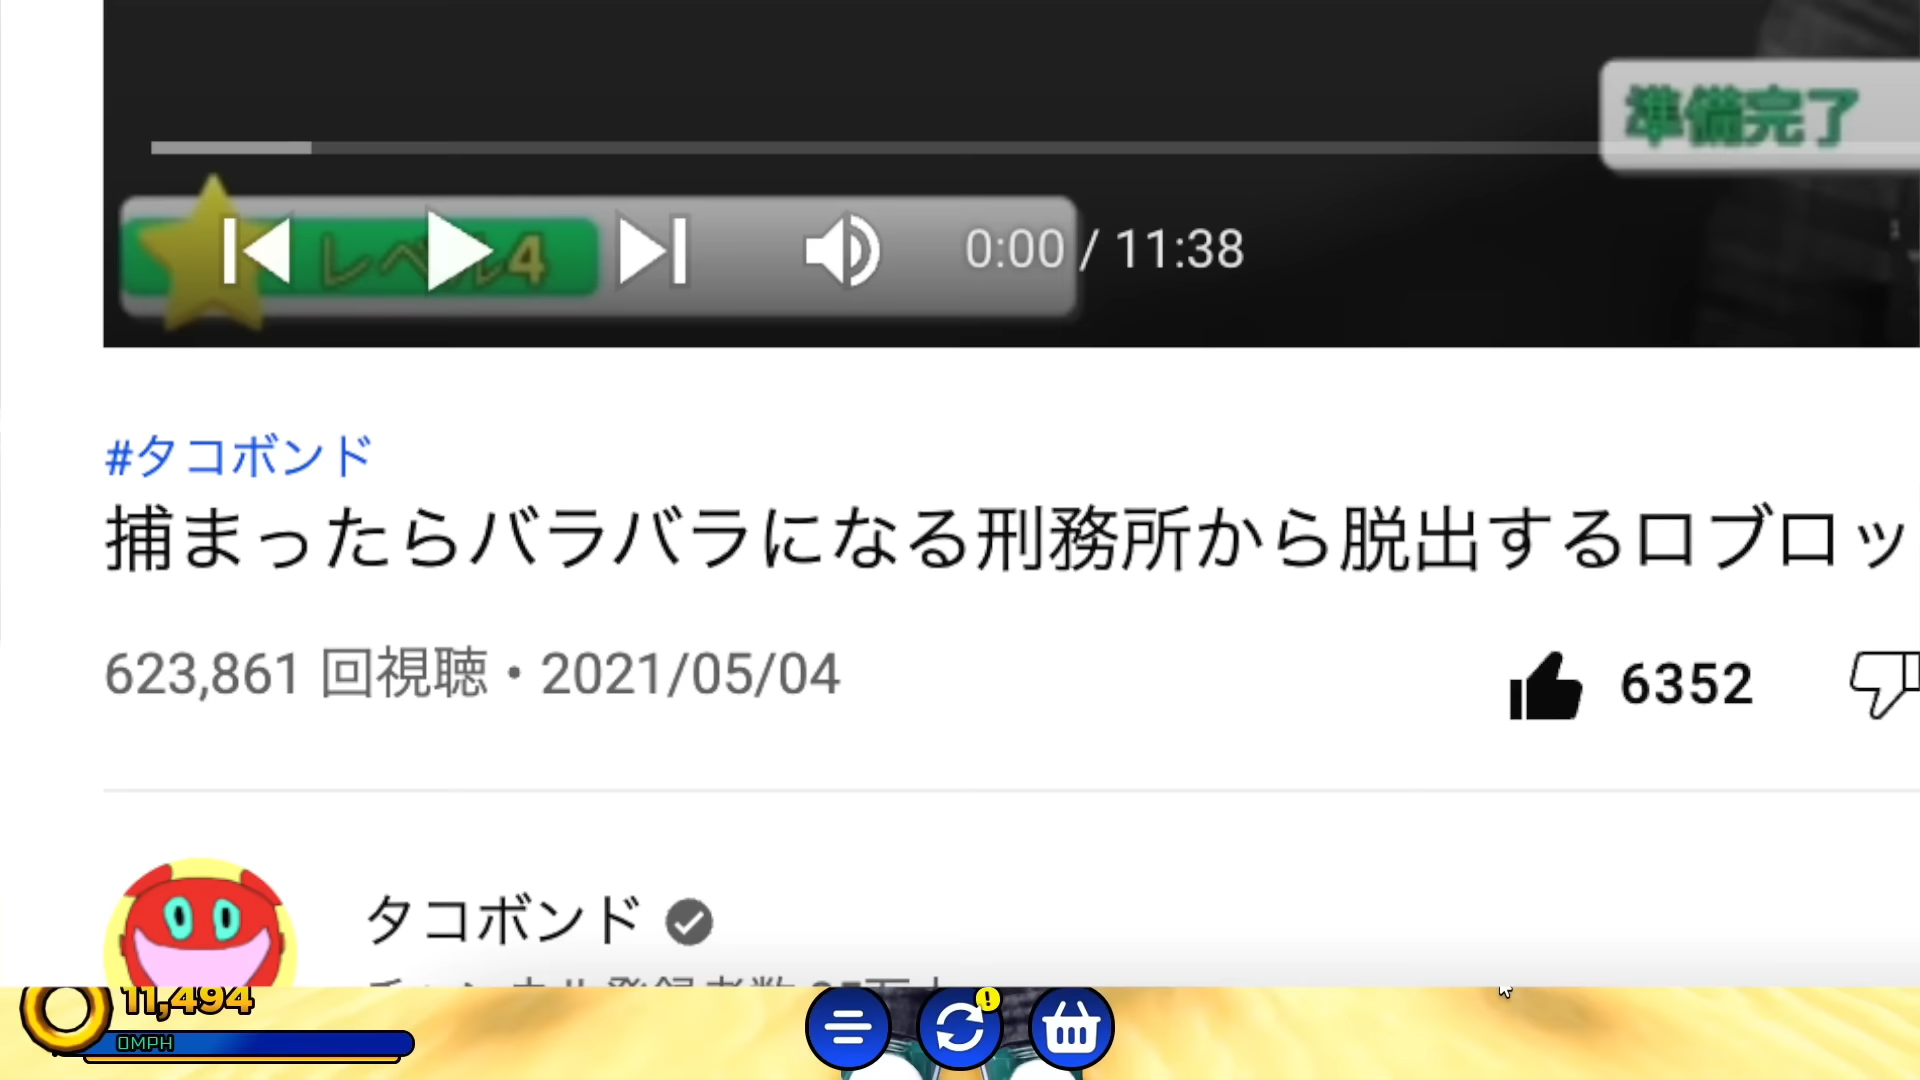 準備完了
レベル4
0:00 / 11:38
#タコボンド
捕まったらバラバラになる刑務所から脱出するロブロッ
623,861 回視聴・2021/05/04
6352
タコボンド
11,494
0MPH